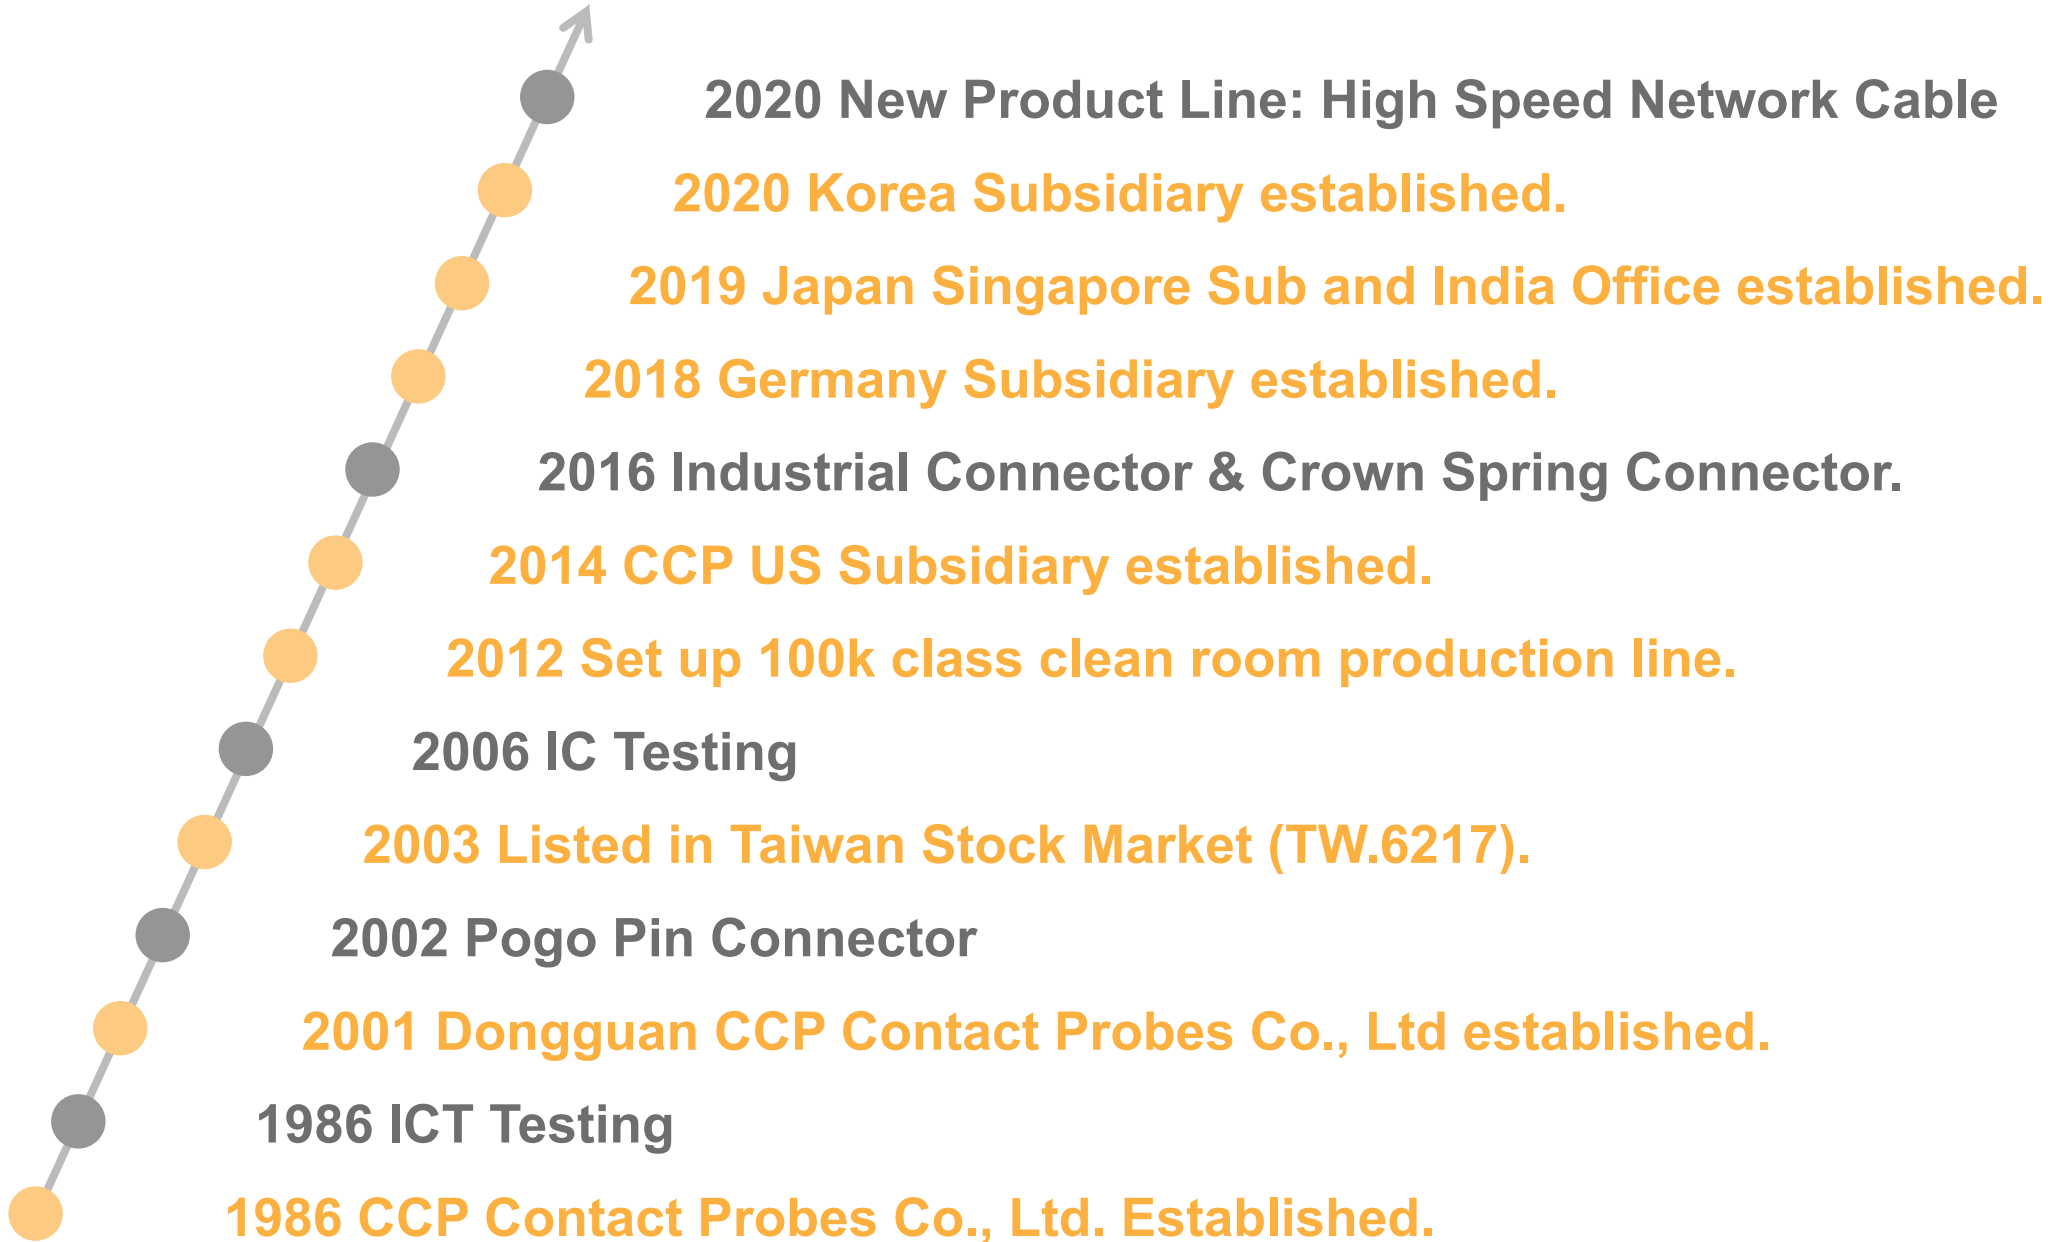 2020 New Product Line: High Speed Network Cable
2020 Korea Subsidiary established.
2019 Japan Singapore Sub and India Office established.
2018 Germany Subsidiary established.
2016 Industrial Connector & Crown Spring Connector.
2014 CCP US Subsidiary established.
2012 Set up 100k class clean room production line.
2006 IC Testing
2003 Listed in Taiwan Stock Market (TW.6217).
2002 Pogo Pin Connector
2001 Dongguan CCP Contact Probes Co., Ltd established.
1986 ICT Testing
1986 CCP Contact Probes Co., Ltd. Established.